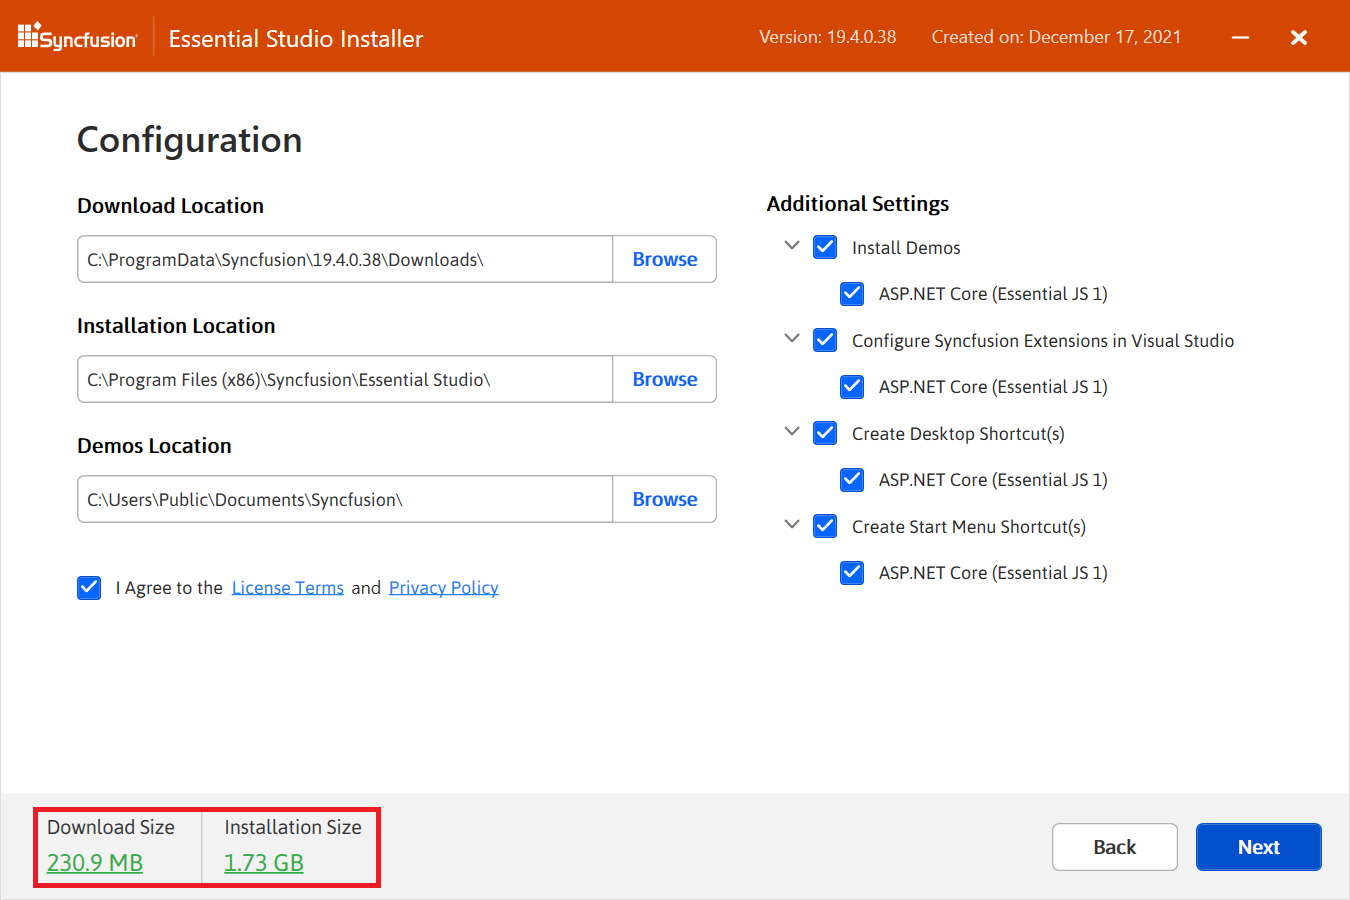 Syncfusion
Essential Studio Installer
Version: 19.4.0.38
Created on: December 17, 2021
Configuration
Download Location
C:\ProgramData\Syncfusion\19.4.0.38\Downloads\
Browse
Installation Location
C:\Program Files (x86)\Syncfusion\Essential Studio\
Browse
Demos Location
C:\Users\Public\Documents\Syncfusion\
Browse
I Agree to the License Terms and Privacy Policy
Additional Settings
Install Demos
ASP.NET Core (Essential JS 1)
Configure Syncfusion Extensions in Visual Studio
ASP.NET Core (Essential JS 1)
Create Desktop Shortcut(s)
ASP.NET Core (Essential JS 1)
Create Start Menu Shortcut(s)
ASP.NET Core (Essential JS 1)
Download Size
230.9 MB
Installation Size
1.73 GB
Back
Next